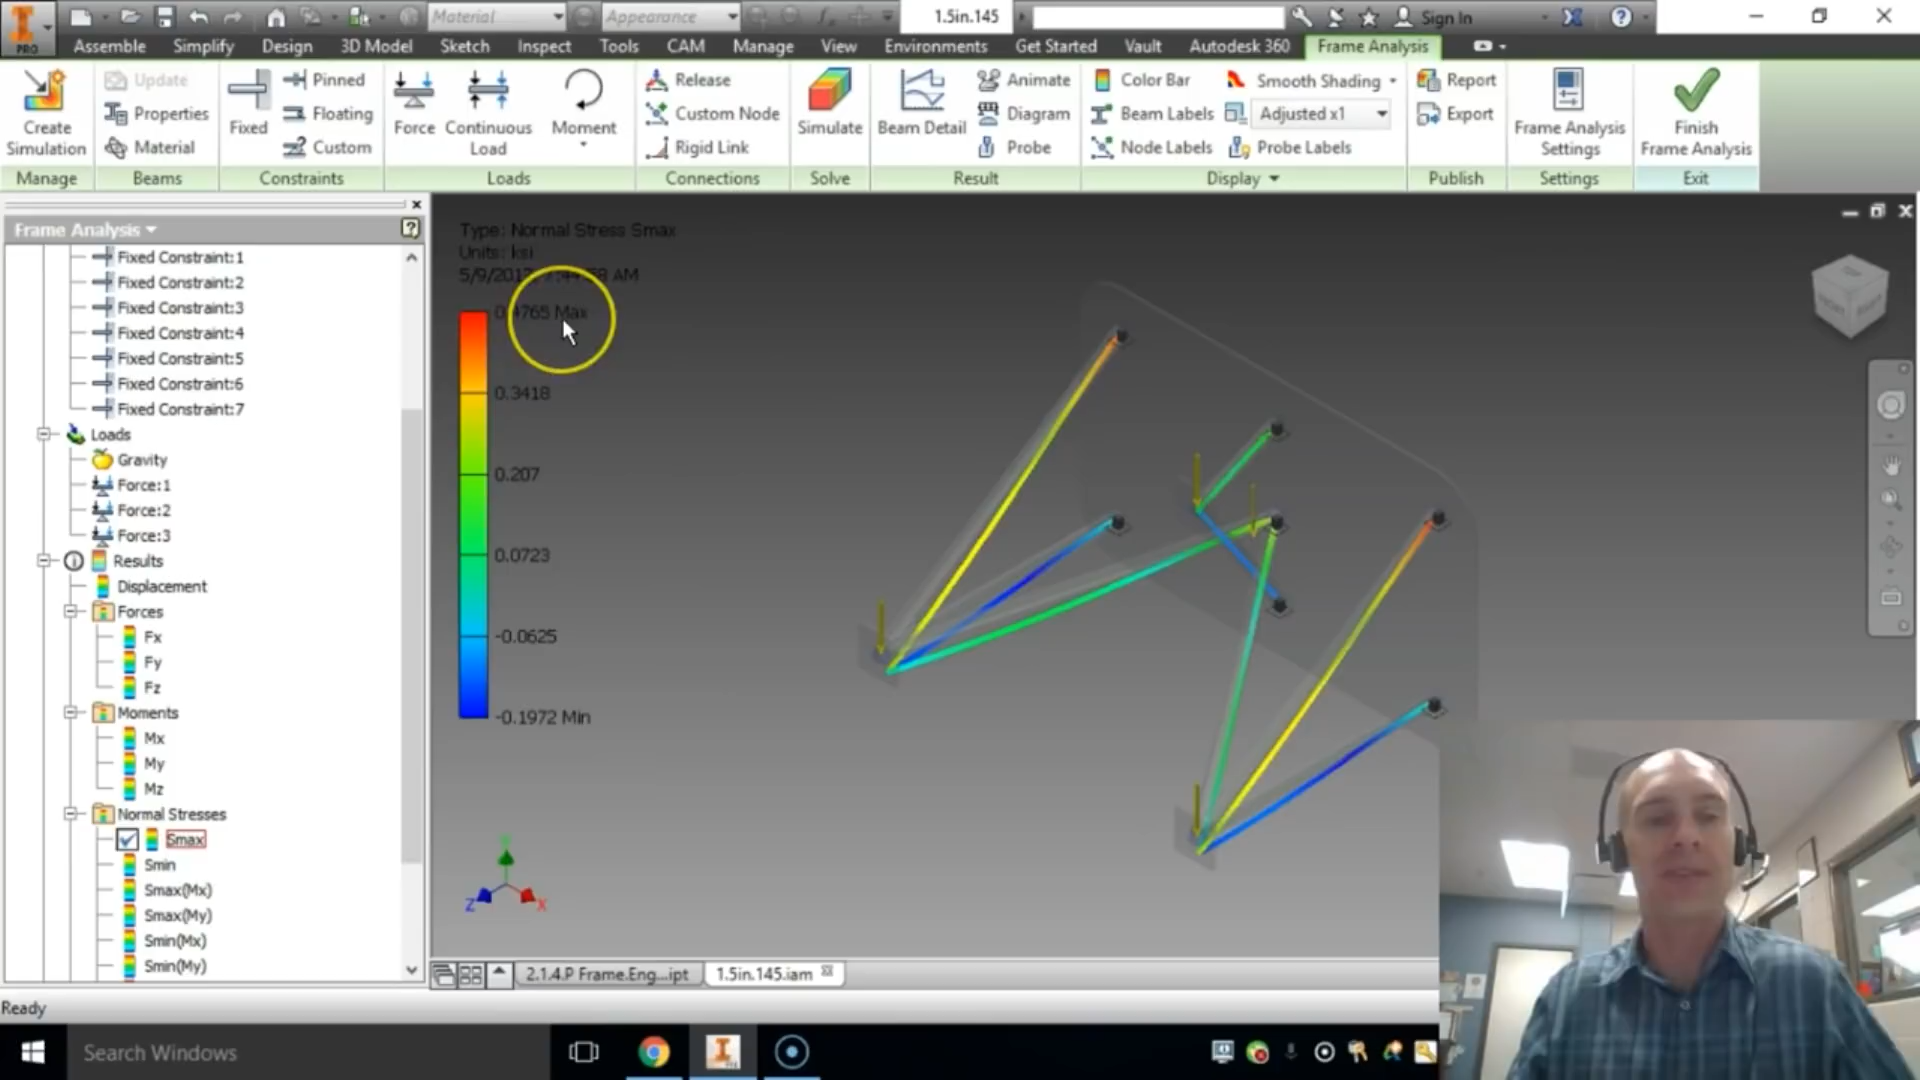 PRO
Material
Appearance
1.5in.145
Sign In
Assemble Simplify Design 3D Model Sketch Inspect Tools CAM Manage View Environments Get Started Vault Autodesk 360 Frame Analysis
Create Simulation
Manage
Update
Properties
Material
Beams
Fixed
Pinned
Floating
Custom
Constraints
Force
Continuous Load
Moment
Loads
Release
Custom Node
Rigid Link
Connections
Simulate
Solve
Beam Detail
Animate
Diagram
Probe
Result
Color Bar
Beam Labels
Node Labels
Smooth Shading
Adjusted x1
Probe Labels
Display
Report
Export
Publish
Frame Analysis Settings
Settings
Finish Frame Analysis
Exit
Frame Analysis
Fixed Constraint:1
Fixed Constraint:2
Fixed Constraint:3
Fixed Constraint:4
Fixed Constraint:5
Fixed Constraint:6
Fixed Constraint:7
Loads
Gravity
Force:1
Force:2
Force:3
Results
Displacement
Forces
Fx
Fy
Fz
Moments
Mx
My
Mz
Normal Stresses
Smax
Smin
Smax(Mx)
Smax(My)
Smin(Mx)
Smin(My)
Type: Normal Stress Smax
Units: ksi
AM
0.4765 Max
0.3418
0.207
0.0723
-0.0625
-0.1972 Min
Z
X
2.1.4.P Frame.Eng...ipt
1.5in.145.iam
Ready
Search Windows